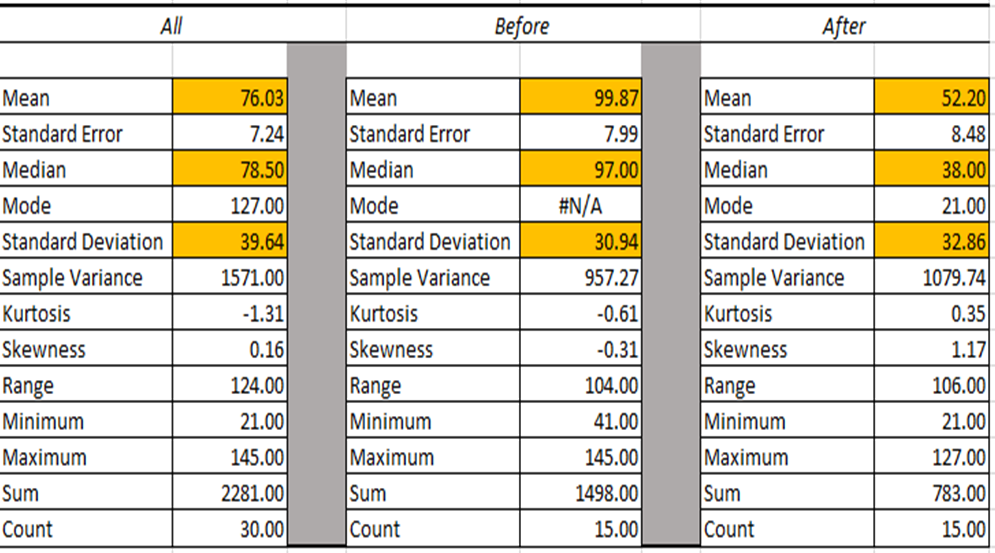 All Before After
Mean 76.03 Mean 99.87 Mean 52.20
Standard Error 7.24 Standard Error 7.99 Standard Error 8.48
Median 78.50 Median 97.00 Median 38.00
Mode 127.00 Mode #N/A Mode 21.00
Standard Deviation 39.64 Standard Deviation 30.94 Standard Deviation 32.86
Sample Variance 1571.00 Sample Variance 957.27 Sample Variance 1079.74
Kurtosis -1.31 Kurtosis -0.61 Kurtosis 0.35
Skewness 0.16 Skewness -0.31 Skewness 1.17
Range 124.00 Range 104.00 Range 106.00
Minimum 21.00 Minimum 41.00 Minimum 21.00
Maximum 145.00 Maximum 145.00 Maximum 127.00
Sum 2281.00 Sum 1498.00 Sum 783.00
Count 30.00 Count 15.00 Count 15.00